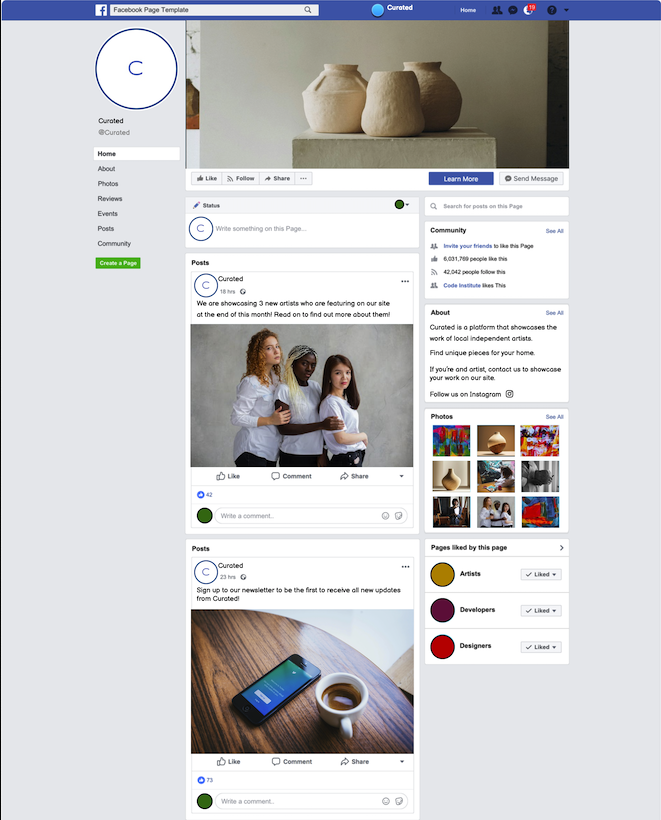 Facebook Page Template
Curated
Home
19
C
Curated
@Curated
Home
About
Photos
Reviews
Events
Posts
Community
Create a Page
Like
Follow
Share
Learn More
Send Message
Status
C
Write something on this Page...
Posts
C
Curated
18 hrs
We are showcasing 3 new artists who are featuring on our site
at the end of this month! Read on to find out more about them!
Like
Comment
Share
42
Write a comment..
Posts
C
Curated
23 hrs
Sign up to our newsletter to be the first to receive all new updates
from Curated!
Like
Comment
Share
73
Write a comment..
Search for posts on this Page
Community
See All
Invite your friends to like this Page
6,031,769 people like this
42,042 people follow this
Code Institute likes This
About
See All
Curated is a platform that showcases the
work of local independent artists.
Find unique pieces for your home.
If you're and artist, contact us to showcase
your work on our site.
Follow us on Instagram
Photos
See All
Pages liked by this page
Artists
Liked
Developers
Liked
Designers
Liked